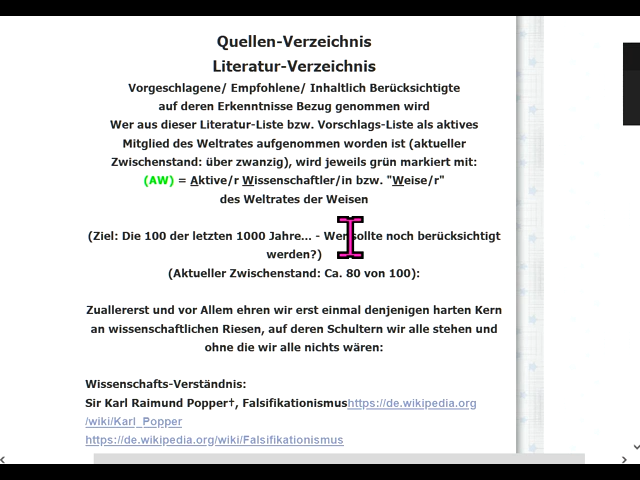 Quellen-Verzeichnis
Literatur-Verzeichnis
Vorgeschlagene/ Empfohlene/ Inhaltlich Berücksichtigte
auf deren Erkenntnisse Bezug genommen wird
Wer aus dieser Literatur-Liste bzw. Vorschlags-Liste als aktives
Mitglied des Weltrates aufgenommen worden ist (aktueller
Zwischenstand: über zwanzig), wird jeweils grün markiert mit:
(AW) = Aktive/r Wissenschaftler/in bzw. "Weise/r"
des Weltrates der Weisen
(Ziel: Die 100 der letzten 1000 Jahre... - Wer sollte noch berücksichtigt
werden?)
(Aktueller Zwischenstand: Ca. 80 von 100):
Zuallererst und vor Allem ehren wir erst einmal denjenigen harten Kern
an wissenschaftlichen Riesen, auf deren Schultern wir alle stehen und
ohne die wir alle nichts wären:
Wissenschafts-Verständnis:
Sir Karl Raimund Popper†, Falsifikationismushttps://de.wikipedia.org
/wiki/Karl_Popper
https://de.wikipedia.org/wiki/Falsifikationismus